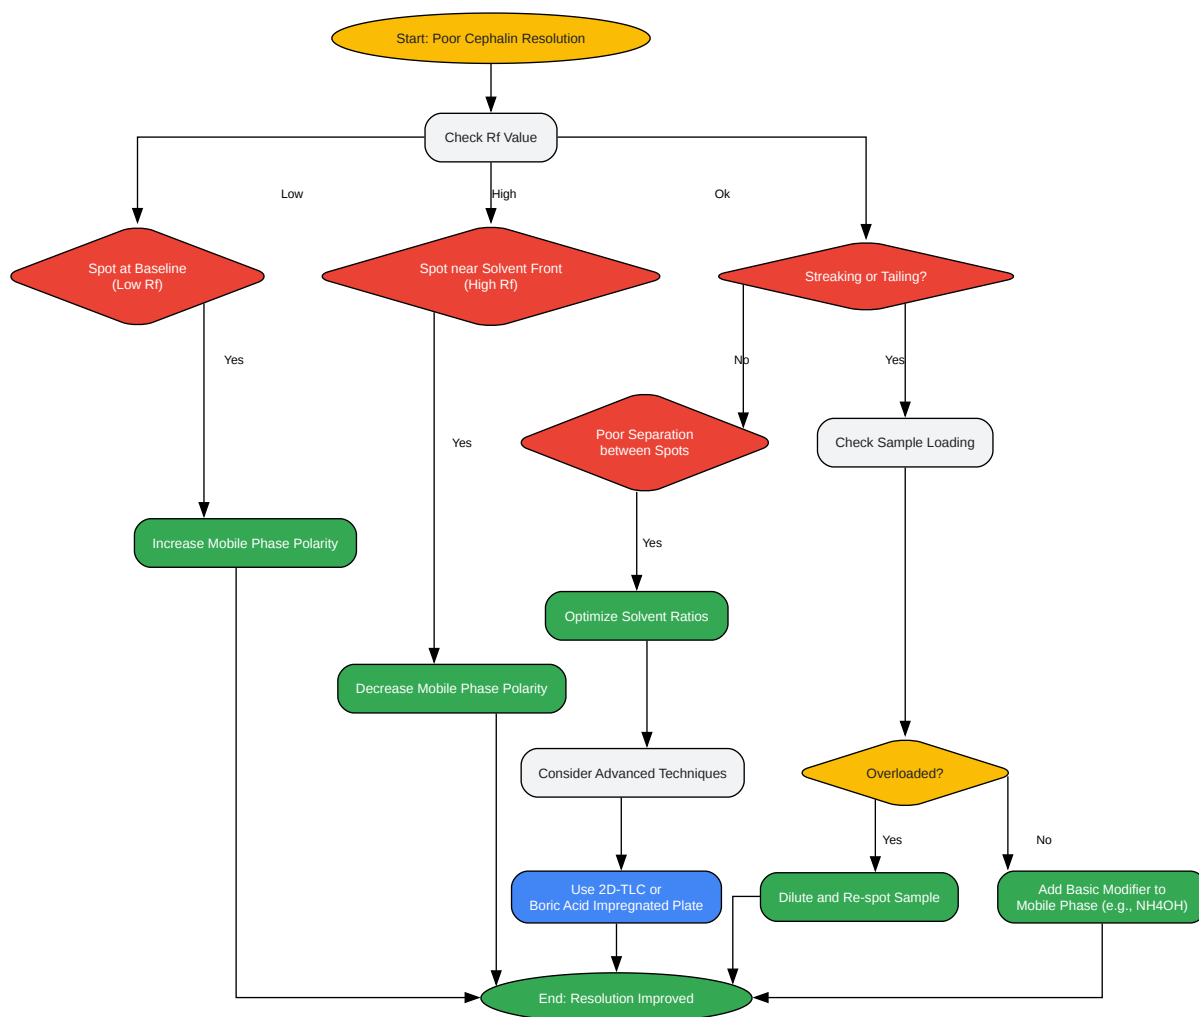 Start: Poor Cephalin Resolution
Check Rf Value
Low
High
Ok
Spot at Baseline
(Low Rf)
Spot near Solvent Front
(High Rf)
Streaking or Tailing?
Yes
No
Yes
Poor Separation
between Spots
Yes
Check Sample Loading
Increase Mobile Phase Polarity
Yes
Optimize Solvent Ratios
Decrease Mobile Phase Polarity
Consider Advanced Techniques
Overloaded?
Yes
No
Use 2D-TLC or
Boric Acid Impregnated Plate
Dilute and Re-spot Sample
Add Basic Modifier to
Mobile Phase (e.g., NH4OH)
End: Resolution Improved